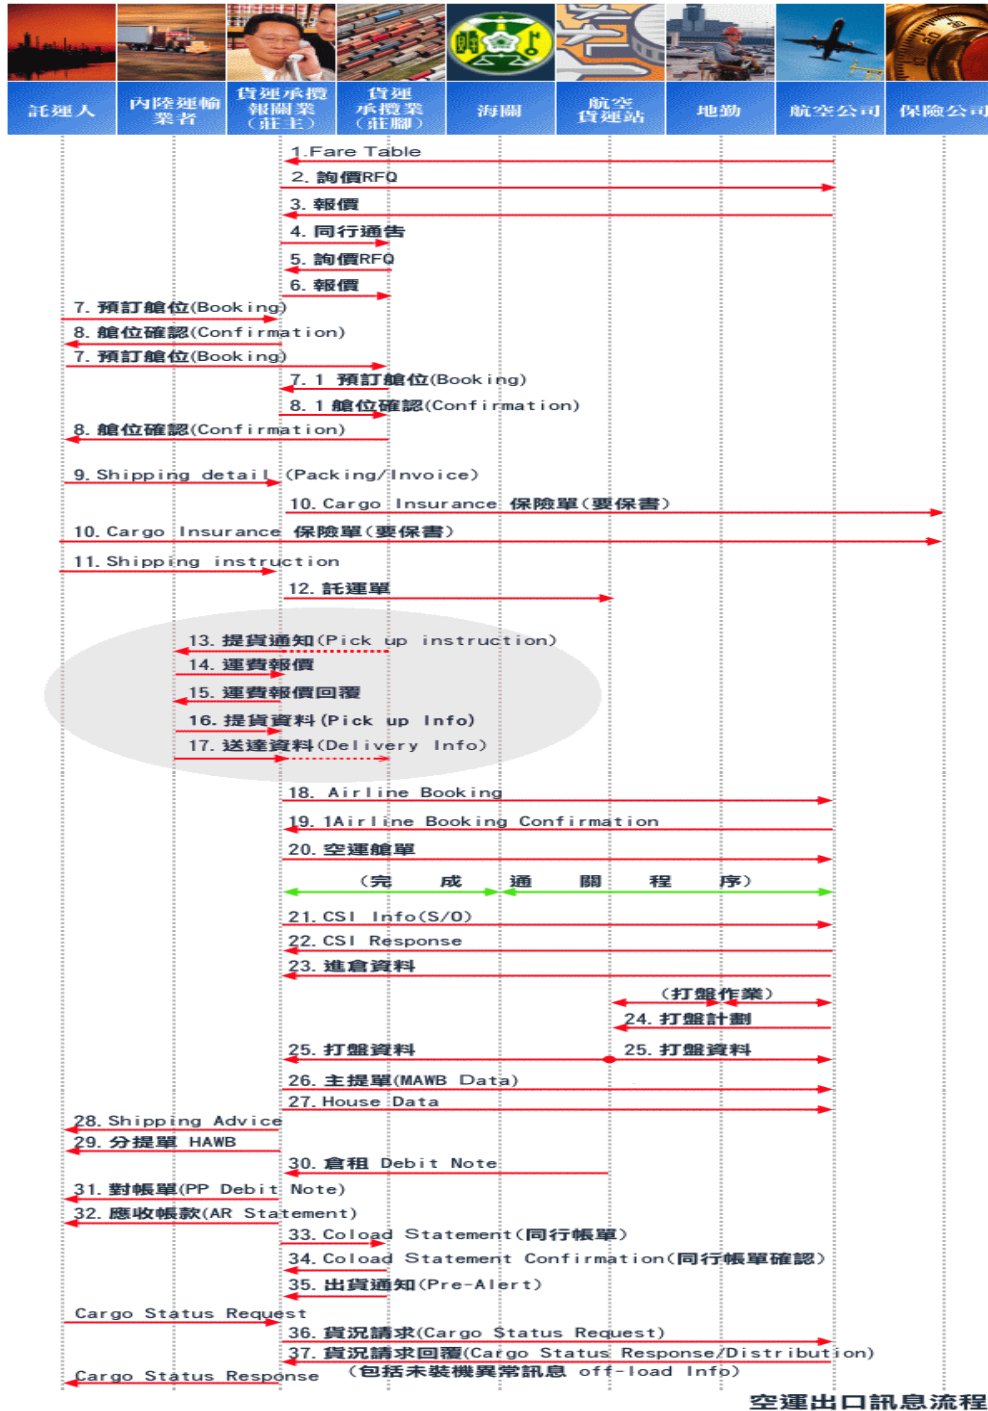 託運人
內陸運輸
業者
貨運承攬
報關業
(莊主)
貨運
承攬業
(莊腳)
海關
航空
貨運站
地勤
航空公司
保險公司
1.Fare Table
2. 詢價RFQ
3. 報價
4. 同行通告
5. 詢價RFQ
6. 報價
7. 預訂艙位(Booking)
8. 艙位確認(Confirmation)
7. 預訂艙位(Booking)
7. 1 預訂艙位(Booking)
8. 1 艙位確認(Confirmation)
8. 艙位確認(Confirmation)
9. Shipping detail (Packing/Invoice)
10. Cargo Insurance 保險單(要保書)
10. Cargo Insurance 保險單(要保書)
11. Shipping instruction
12. 託運單
13. 提貨通知(Pick up instruction)
14. 運費報價
15. 運費報價回覆
16. 提貨資料(Pick up Info)
17. 送達資料(Delivery Info)
18. Airline Booking
19. 1Airline Booking Confirmation
20. 空運艙單
(完 成 通 關 程 序)
21. CSI Info(S/O)
22. CSI Response
23. 進倉資料
(打盤作業)
24. 打盤計劃
25. 打盤資料 25. 打盤資料
26. 主提單(MAWB Data)
27. House Data
28. Shipping Advice
29. 分提單 HAWB
30. 倉租 Debit Note
31. 對帳單(PP Debit Note)
32. 應收帳款(AR Statement)
33. Coload Statement(同行帳單)
34. Coload Statement Confirmation(同行帳單確認)
35. 出貨通知(Pre-Alert)
Cargo Status Request
36. 貨況請求(Cargo Status Request)
37. 貨況請求回覆(Cargo Status Response/Distribution)
(包括未裝機異常訊息 off-load Info)
Cargo Status Response
空運出口訊息流程